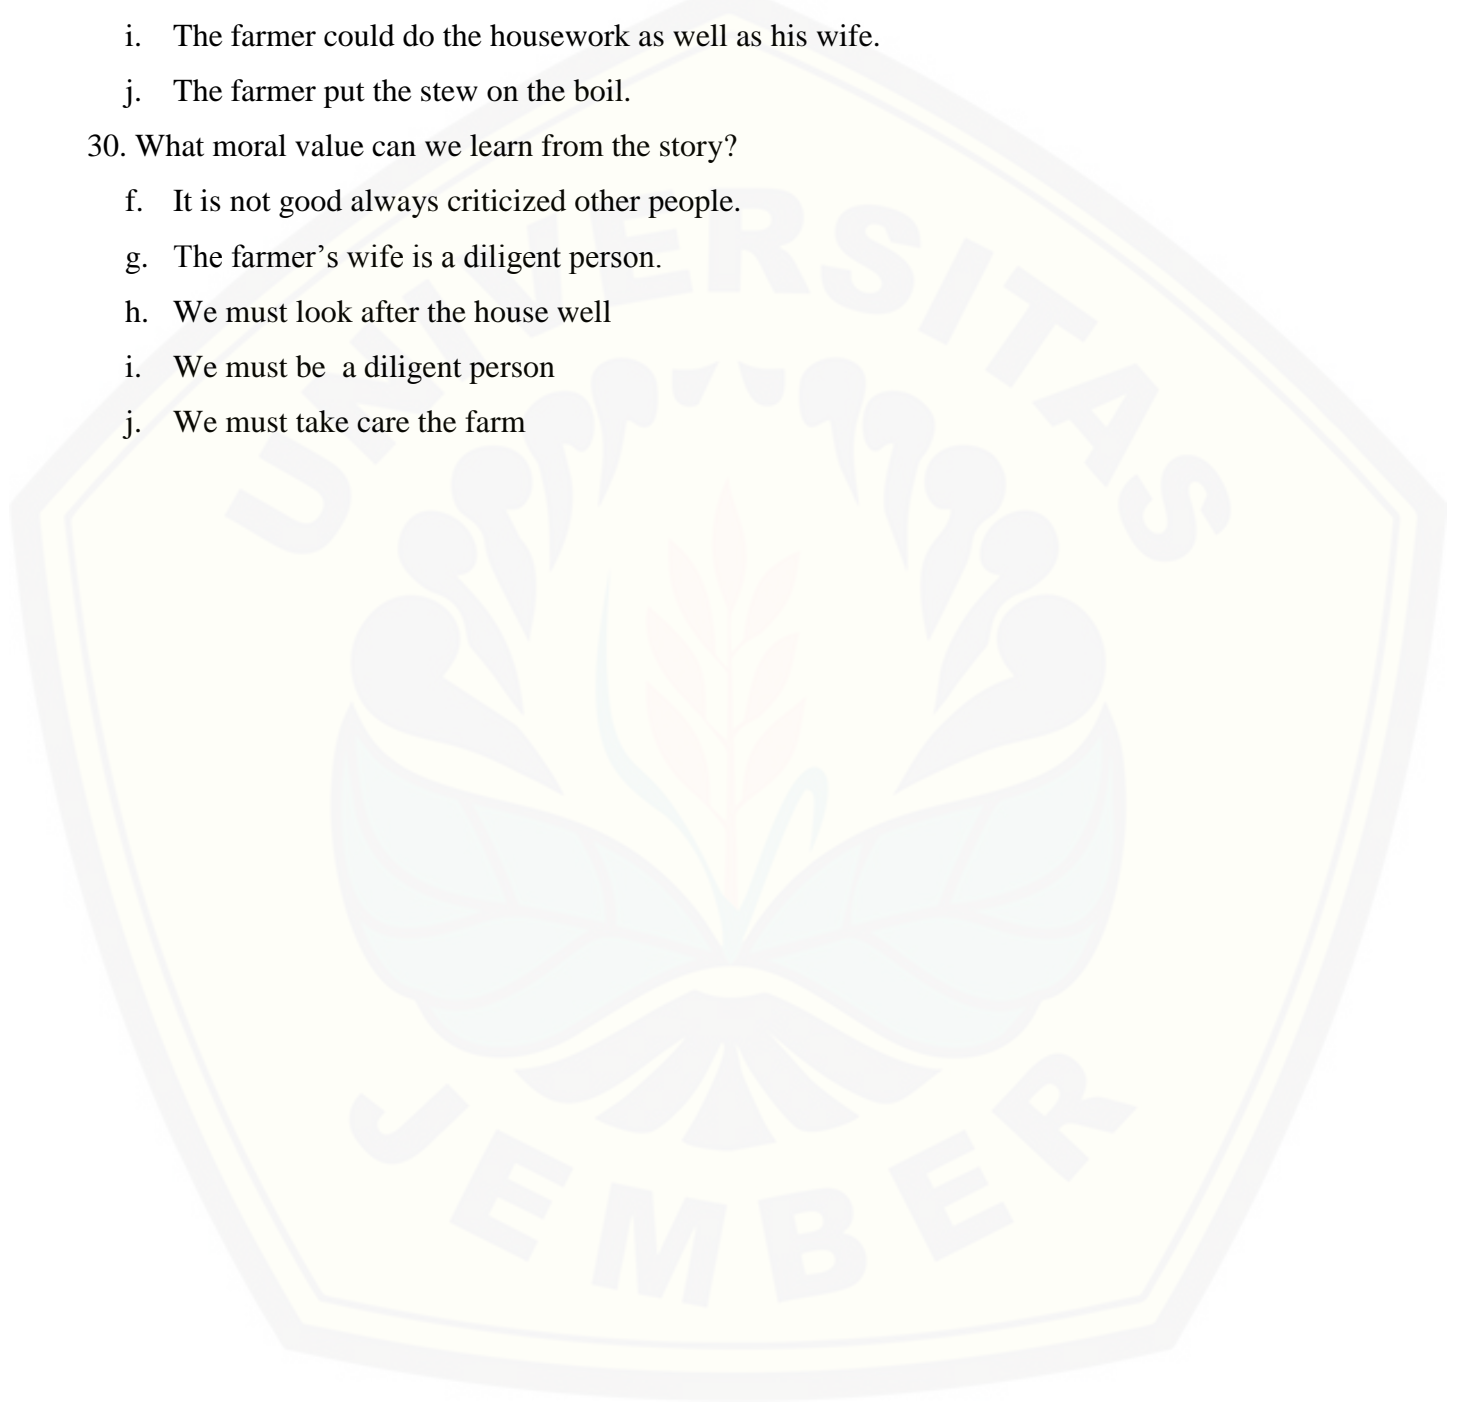 i. The farmer could do the housework as well as his wife.
j. The farmer put the stew on the boil.
30. What moral value can we learn from the story?
f. It is not good always criticized other people.
g. The farmer’s wife is a diligent person.
h. We must look after the house well
i. We must be  a diligent person
j. We must take care the farm
UNIVERSITAS
JEMBER